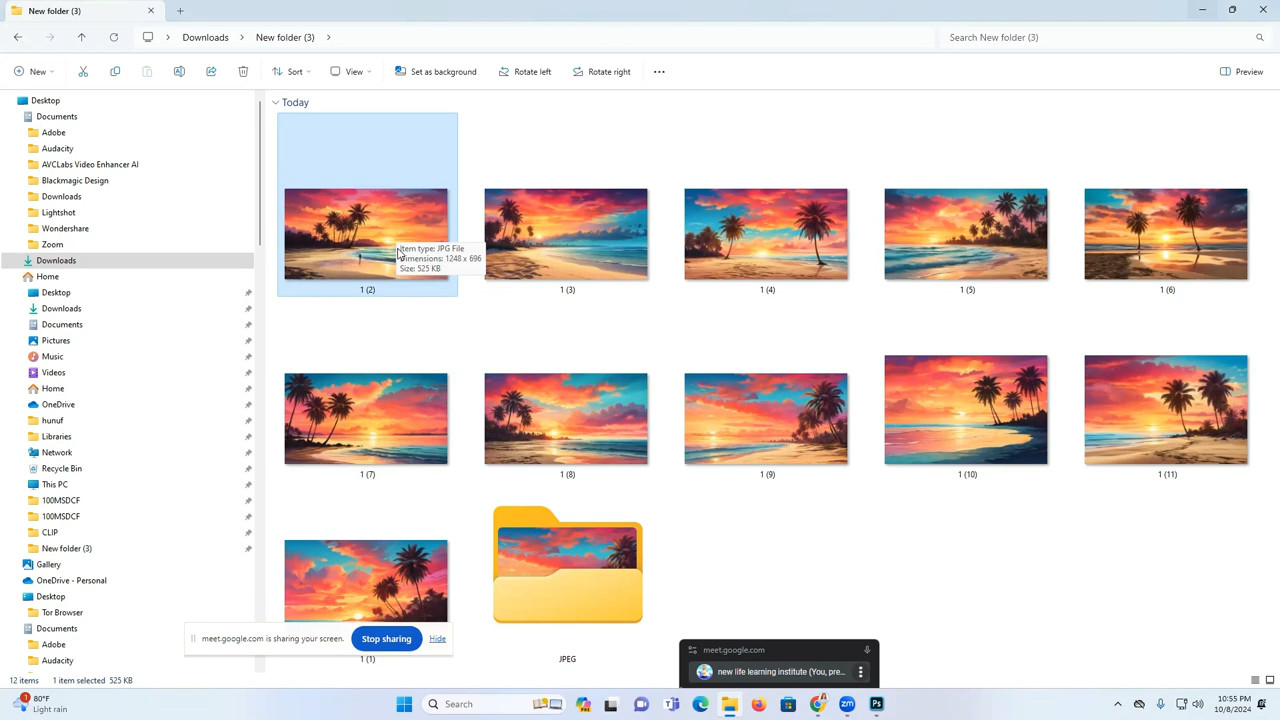 New folder (3)
Downloads > New folder (3) >
Search New folder (3)
New
Sort
View
Set as background
Rotate left
Rotate right
Preview
Desktop
Documents
Adobe
Audacity
AVCLabs Video Enhancer AI
Blackmagic Design
Downloads
Lightshot
Wondershare
Zoom
Downloads
Home
Desktop
Downloads
Documents
Pictures
Music
Videos
Home
OneDrive
hunuf
Libraries
Network
Recycle Bin
This PC
100MSDCF
100MSDCF
CLIP
New folder (3)
Gallery
OneDrive - Personal
Desktop
Tor Browser
Documents
Adobe
Audacity
Today
Item type: JPG File
Dimensions: 1248 x 696
Size: 525 KB
1 (2)
1 (3)
1 (4)
1 (5)
1 (6)
1 (7)
1 (8)
1 (9)
1 (10)
1 (11)
1 (1)
JPEG
meet.google.com is sharing your screen.
Stop sharing
Hide
meet.google.com
new life learning institute (You, pre...
12 items
1 item selected
1
80°F
Light rain
Search
zm
Ps
10:55 PM
10/8/2024